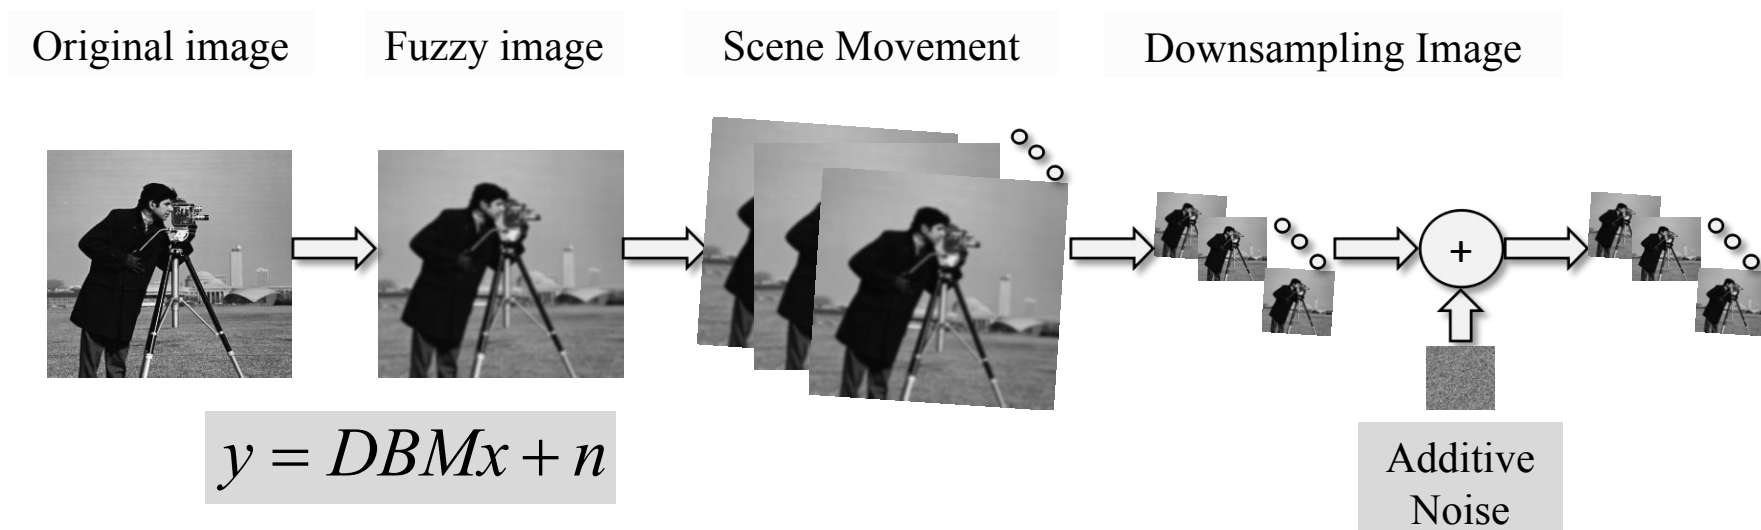 Original image
Fuzzy image
Scene Movement
Downsampling Image
+
y = DBMx + n
Additive
Noise